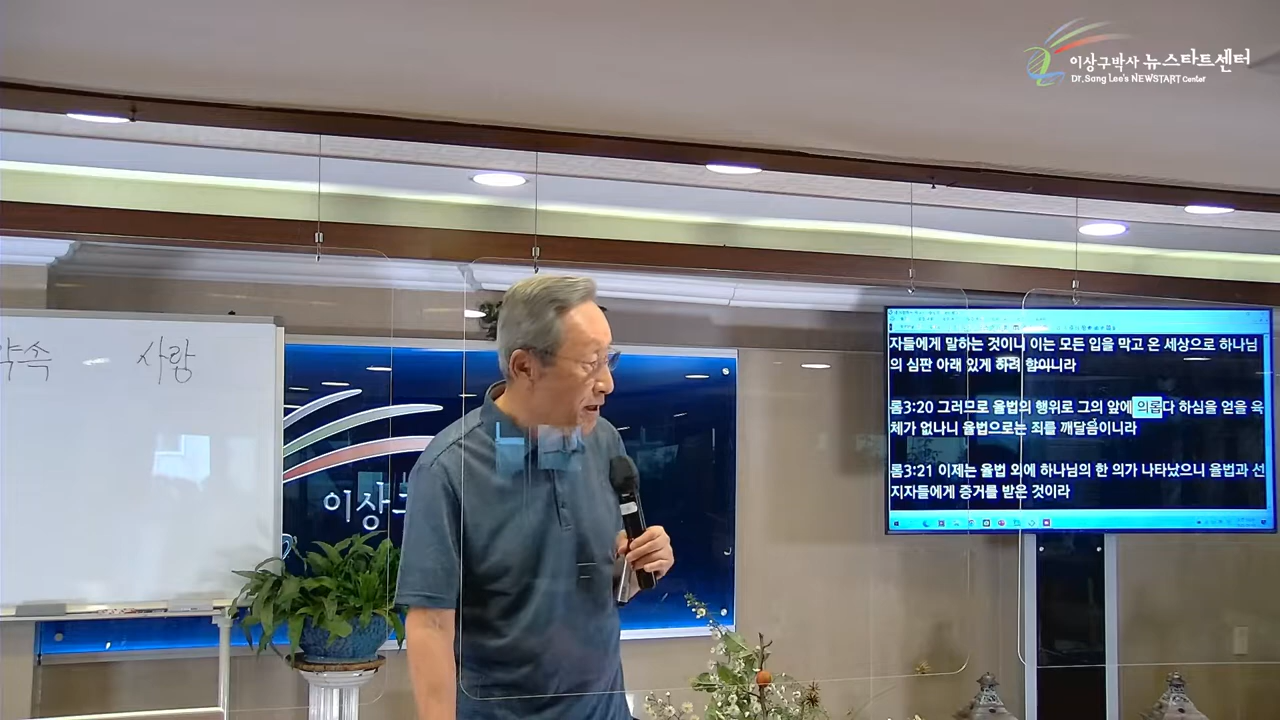 이상구박사 뉴스타트센터
Dr. Sang Lee's NEWSTART Center
약속 사랑
이상구
자들에게 말하는 것이니 이는 모든 입을 막고 온 세상으로 하나님
의 심판 아래 있게 하려 함이니라
롬3:20 그러므로 율법의 행위로 그의 앞에 의롭다 하심을 얻을 육
체가 없나니 율법으로는 죄를 깨달음이니라
롬3:21 이제는 율법 외에 하나님의 한 의가 나타났으니 율법과 선
지자들에게 증거를 받은 것이라